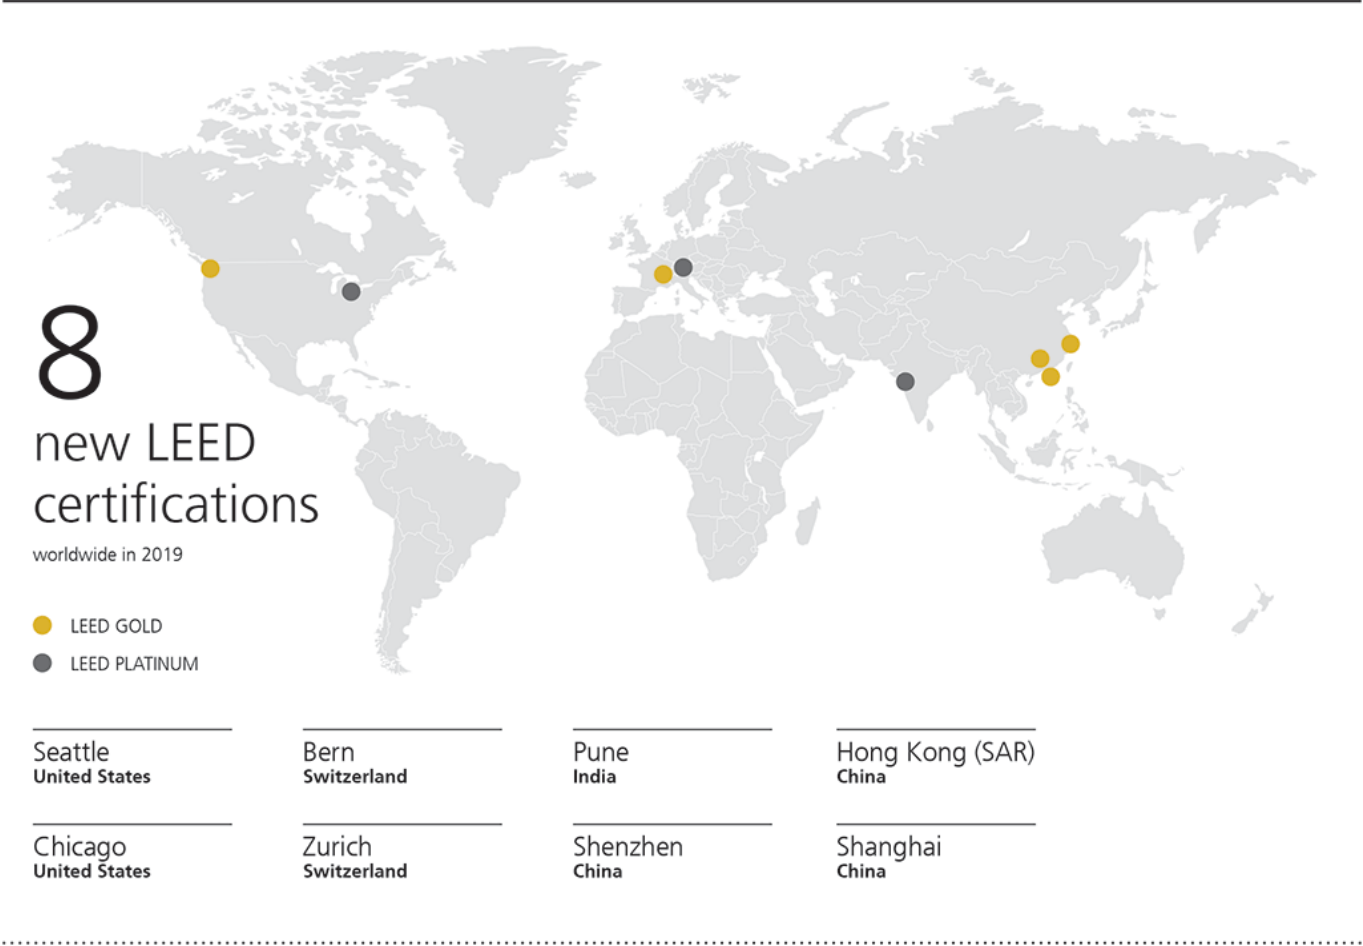 8
new LEED
certifications
worldwide in 2019
LEED GOLD
LEED PLATINUM
Seattle
United States
Bern
Switzerland
Pune
India
Hong Kong (SAR)
China
Chicago
United States
Zurich
Switzerland
Shenzhen
China
Shanghai
China